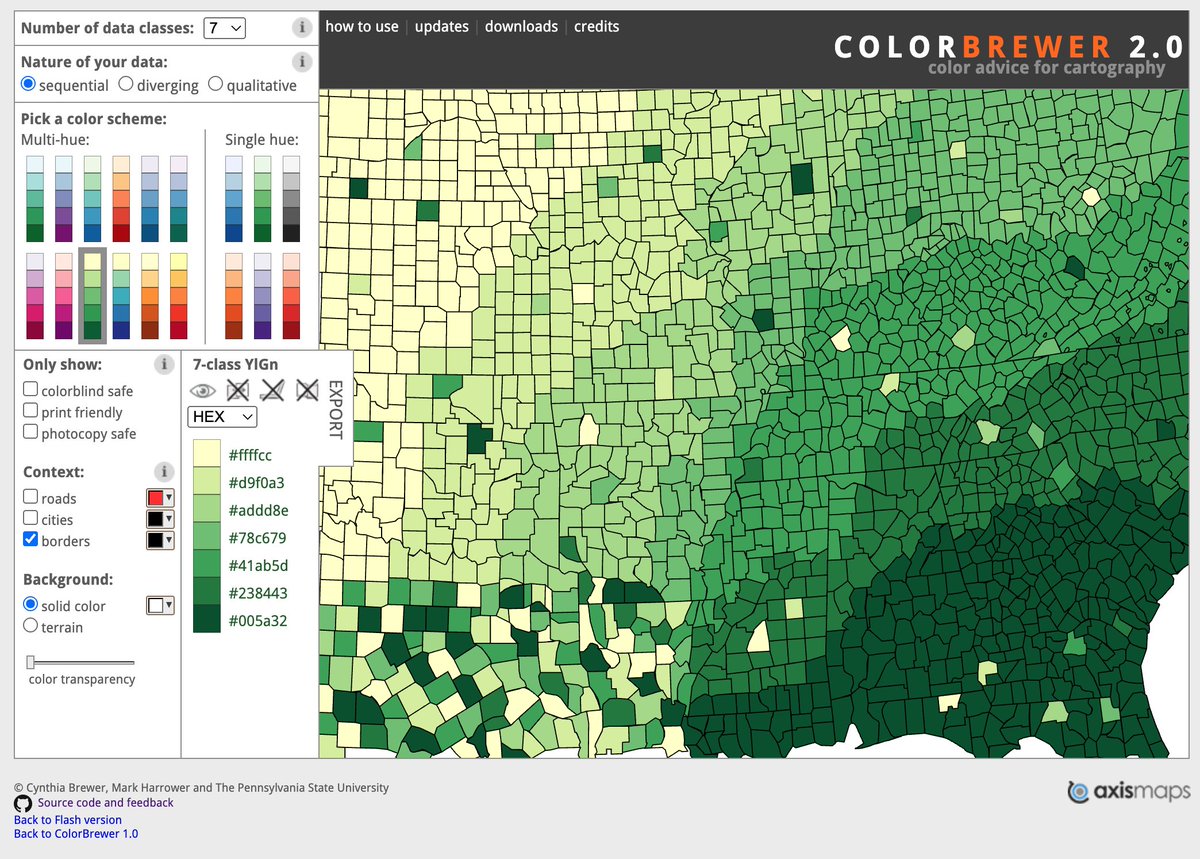 Number of data classes: 7 i
how to use | updates | downloads | credits
COLORBREWER 2.0
color advice for cartography
Nature of your data: i
sequential diverging qualitative
Pick a color scheme:
Multi-hue: Single hue:
Only show: i
colorblind safe
print friendly
photocopy safe
Context: i
roads
cities
borders
Background:
solid color
terrain
color transparency
7-class YlGn
HEX
EXPORT
#ffffcc
#d9f0a3
#addd8e
#78c679
#41ab5d
#238443
#005a32
© Cynthia Brewer, Mark Harrower and The Pennsylvania State University
Source code and feedback
Back to Flash version
Back to ColorBrewer 1.0
axismaps